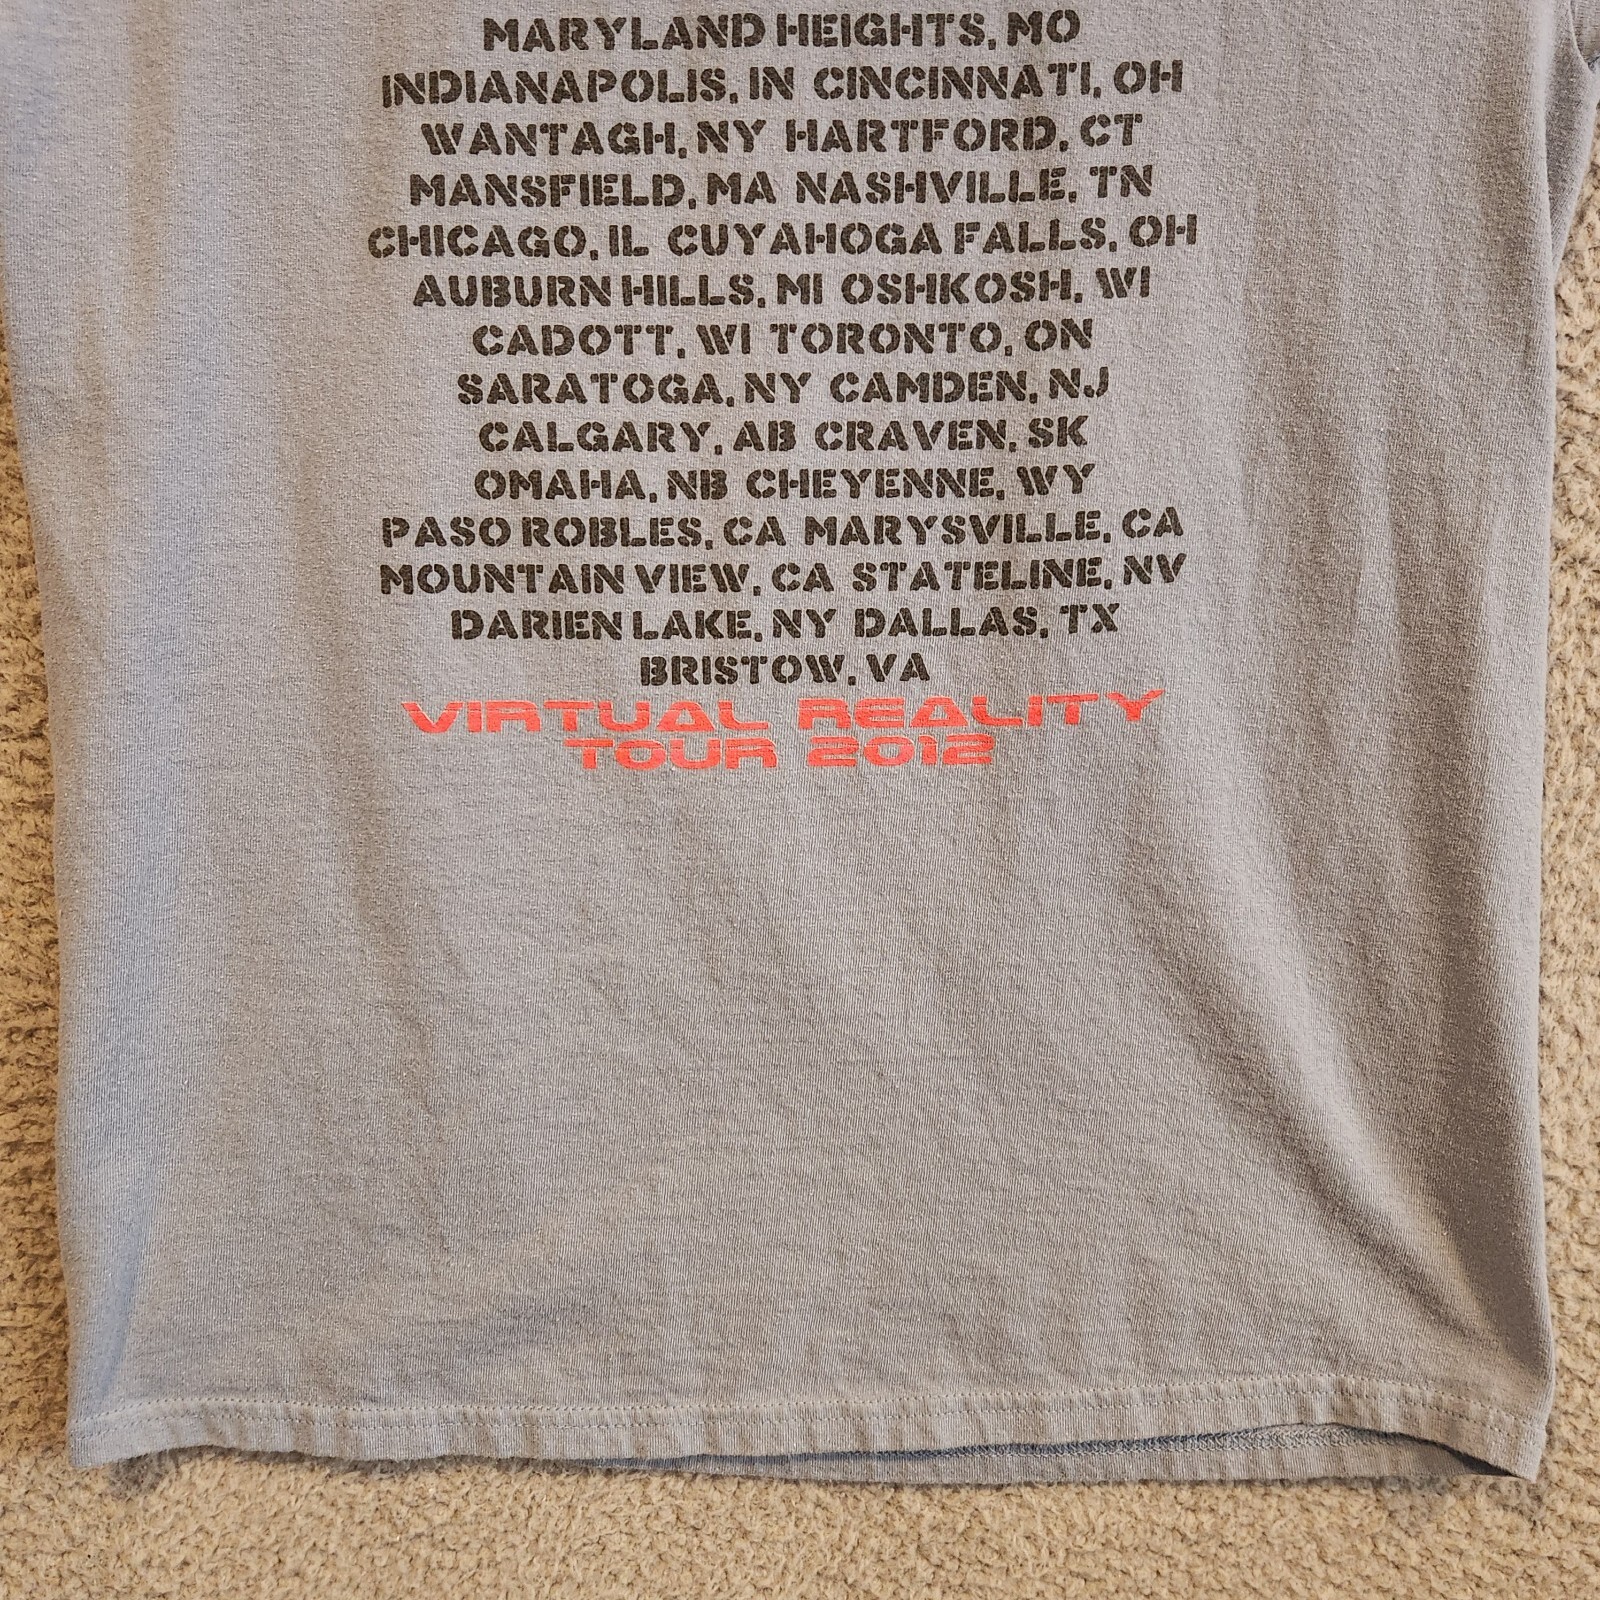 MARYLAND HEIGHTS, MO
INDIANAPOLIS, IN CINCINNATI, OH
WANTAGH, NY HARTFORD, CT
MANSFIELD, MA NASHVILLE, TN
CHICAGO, IL CUYAHOGA FALLS, OH
AUBURN HILLS, MI OSHKOSH, WI
CADOTT, WI TORONTO, ON
SARATOGA, NY CAMDEN, NJ
CALGARY, AB CRAVEN, SK
OMAHA, NB CHEYENNE, WY
PASO ROBLES, CA MARYSVILLE, CA
MOUNTAIN VIEW, CA STATELINE, NV
DARIEN LAKE, NY DALLAS, TX
BRISTOW, VA
VIRTUAL REALITY
TOUR 2012